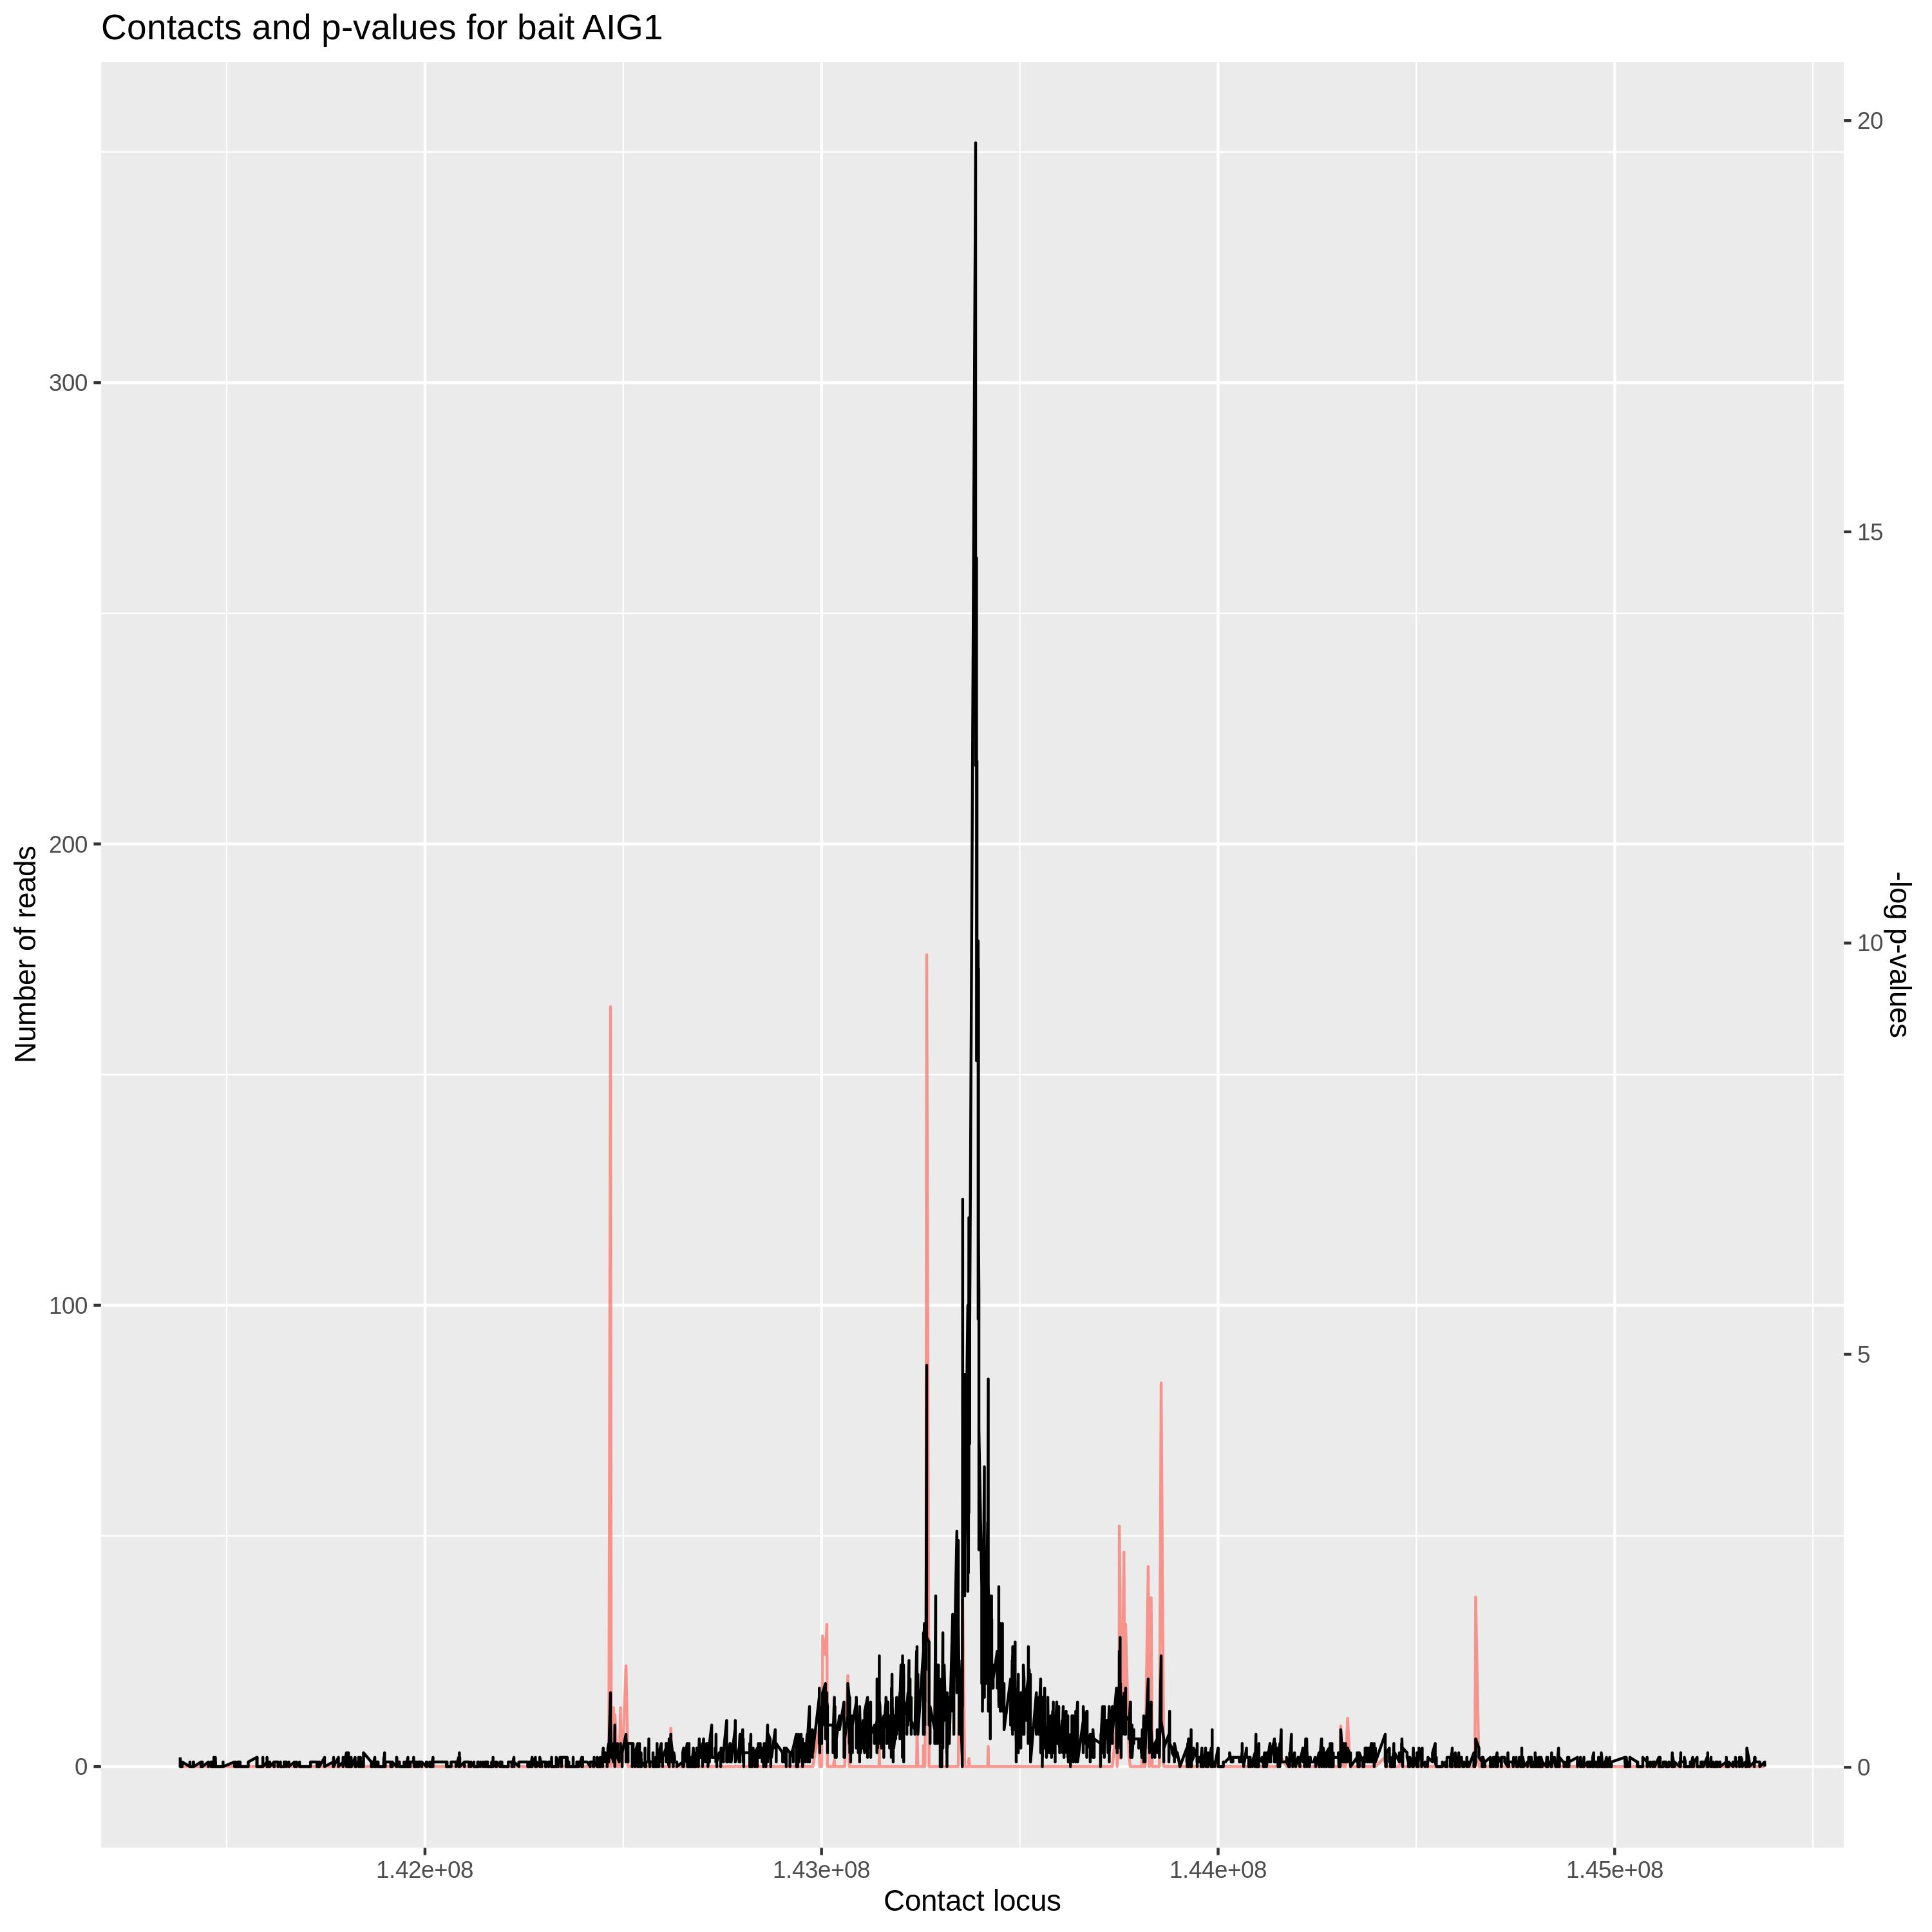 Contacts and p-values for bait AIG1
20
15
10
5
0
-log p-values
300
200
100
0
Number of reads
1.42e+08
1.43e+08
1.44e+08
1.45e+08
Contact locus